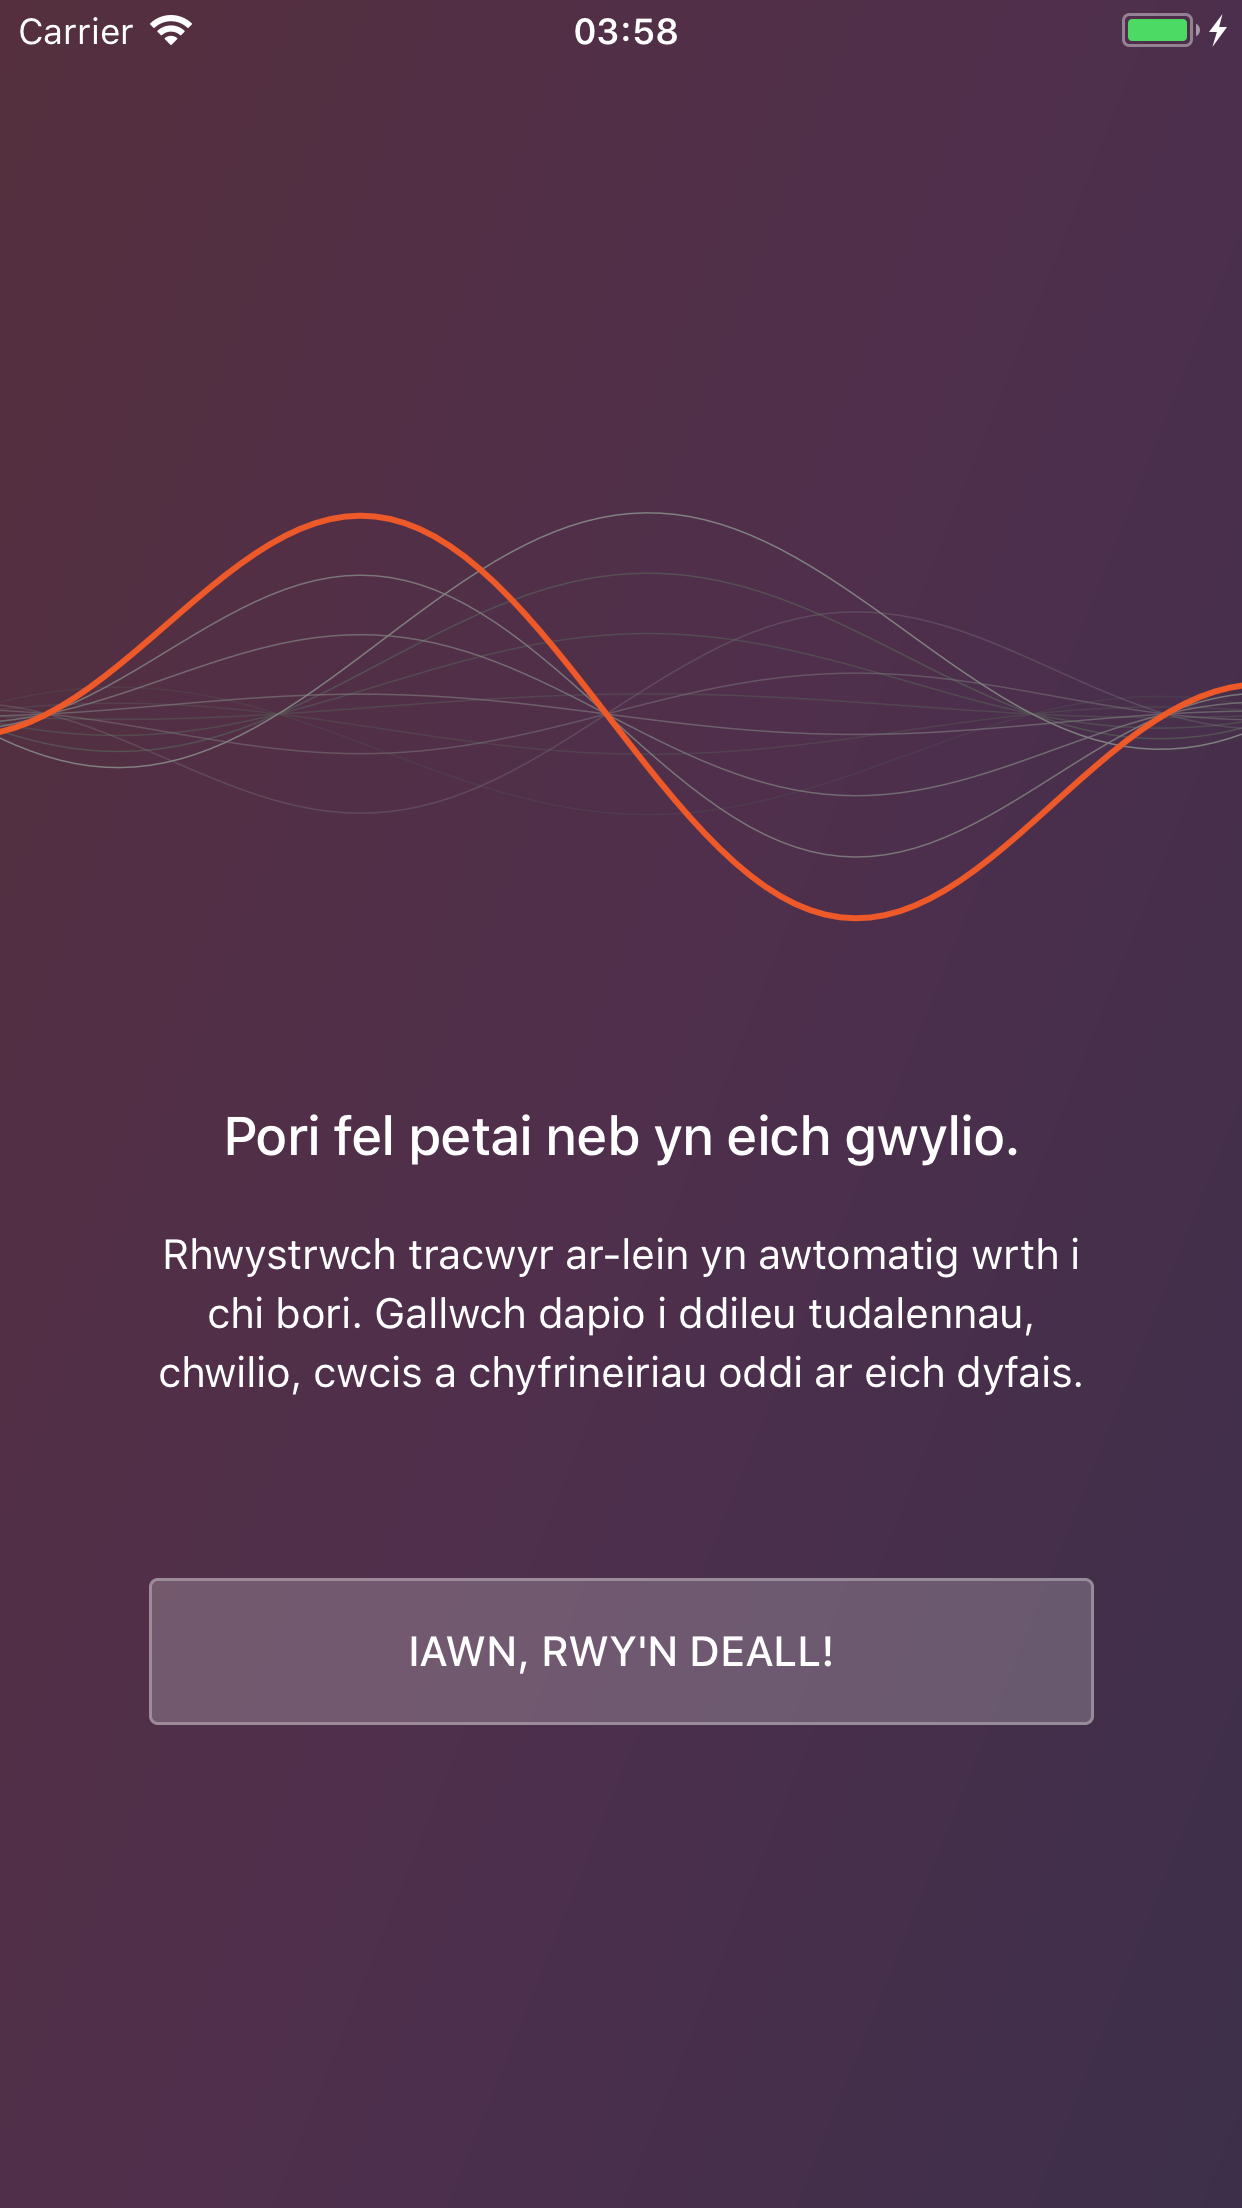 Carrier 03:58
Pori fel petai neb yn eich gwylio.
Rhwystrwch tracwyr ar-lein yn awtomatig wrth i
chi bori. Gallwch dapio i ddileu tudalennau,
chwilio, cwcis a chyfrineiriau oddi ar eich dyfais.
IAWN, RWY'N DEALL!